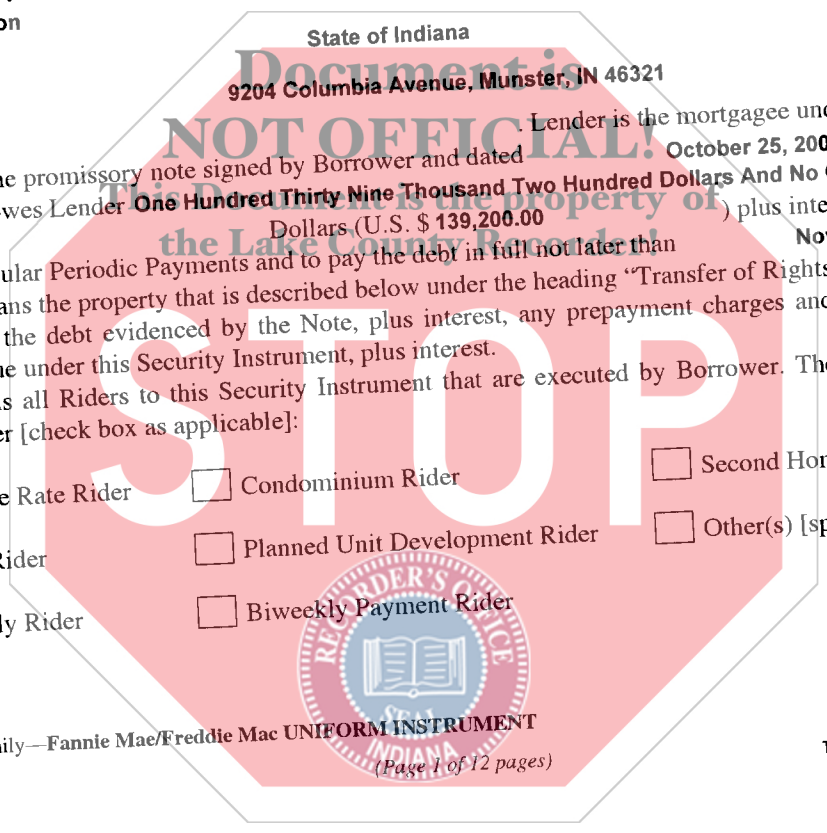 on
State of Indiana
Document is
9204 Columbia Avenue, Munster, IN 46321
NOT OFFICIAL!
. Lender is the mortgagee und
e promissory note signed by Borrower and dated October 25, 200
This Document is the property of
wes Lender One Hundred Thirty Nine Thousand Two Hundred Dollars And No
Dollars (U.S. $ 139,200.00 ) plus inte
the Lake County Recorder!
ular Periodic Payments and to pay the debt in full not later than Nov
ans the property that is described below under the heading “Transfer of Rights
the debt evidenced by the Note, plus interest, any prepayment charges and
e under this Security Instrument, plus interest.
s all Riders to this Security Instrument that are executed by Borrower. The
er [check box as applicable]:
STOP
e Rate Rider Condominium Rider Second Hom
Rider Planned Unit Development Rider Other(s) [sp
ly Rider Biweekly Payment Rider
RECORDER'S OFFICE
SEAL
INDIANA
ily—Fannie Mae/Freddie Mac UNIFORM INSTRUMENT
(Page 1 of 12 pages)